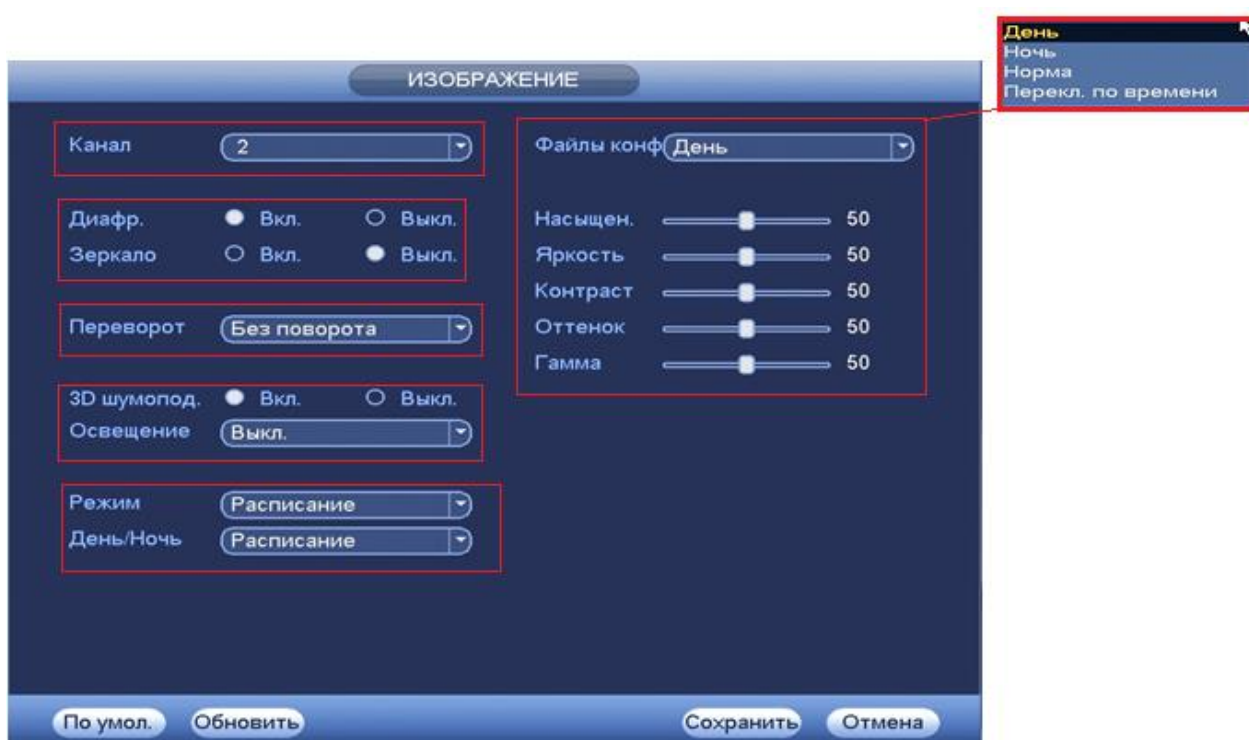 ИЗОБРАЖЕНИЕ
День
Ночь
Норма
Перекл. по времени
Канал 2
Файлы конф День
Диафр. Вкл. Выкл.
Зеркало Вкл. Выкл.
Переворот Без поворота
3D шумопод. Вкл. Выкл.
Освещение Выкл.
Режим Расписание
День/Ночь Расписание
Насыщен. 50
Яркость 50
Контраст 50
Оттенок 50
Гамма 50
По умол. Обновить Сохранить Отмена